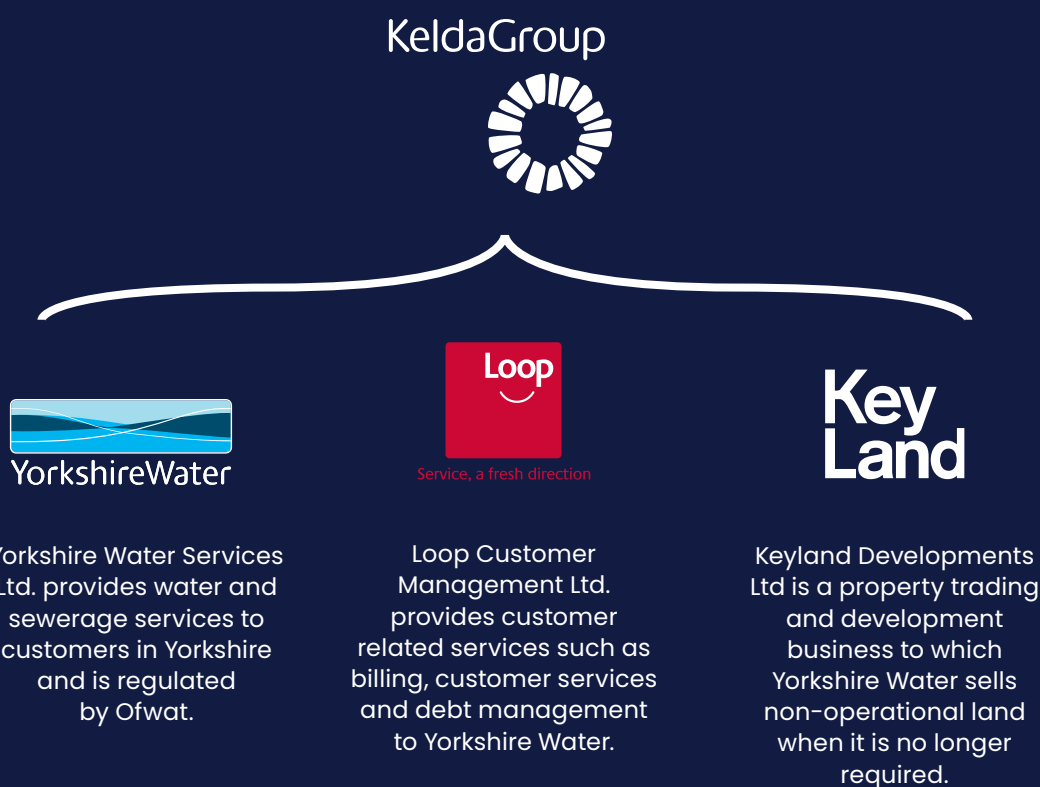 KeldaGroup
YorkshireWater
Yorkshire Water Services
Ltd. provides water and
sewerage services to
customers in Yorkshire
and is regulated
by Ofwat.
Loop
Service, a fresh direction
Loop Customer
Management Ltd.
provides customer
related services such as
billing, customer services
and debt management
to Yorkshire Water.
Key
Land
Keyland Developments
Ltd is a property trading
and development
business to which
Yorkshire Water sells
non-operational land
when it is no longer
required.